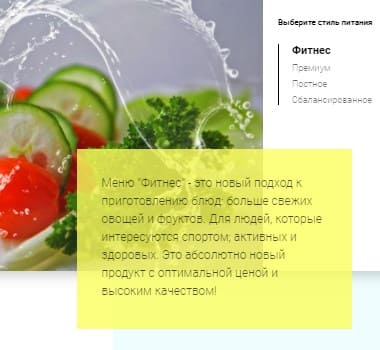 Выберите стиль питания
Фитнес
Премиум
Постное
Сбалансированное
Меню "Фитнес" - это новый подход к
приготовлению блюд: больше свежих
овощей и фруктов. Для людей, которые
интересуются спортом; активных и
здоровых. Это абсолютно новый
продукт с оптимальной ценой и
высоким качеством!